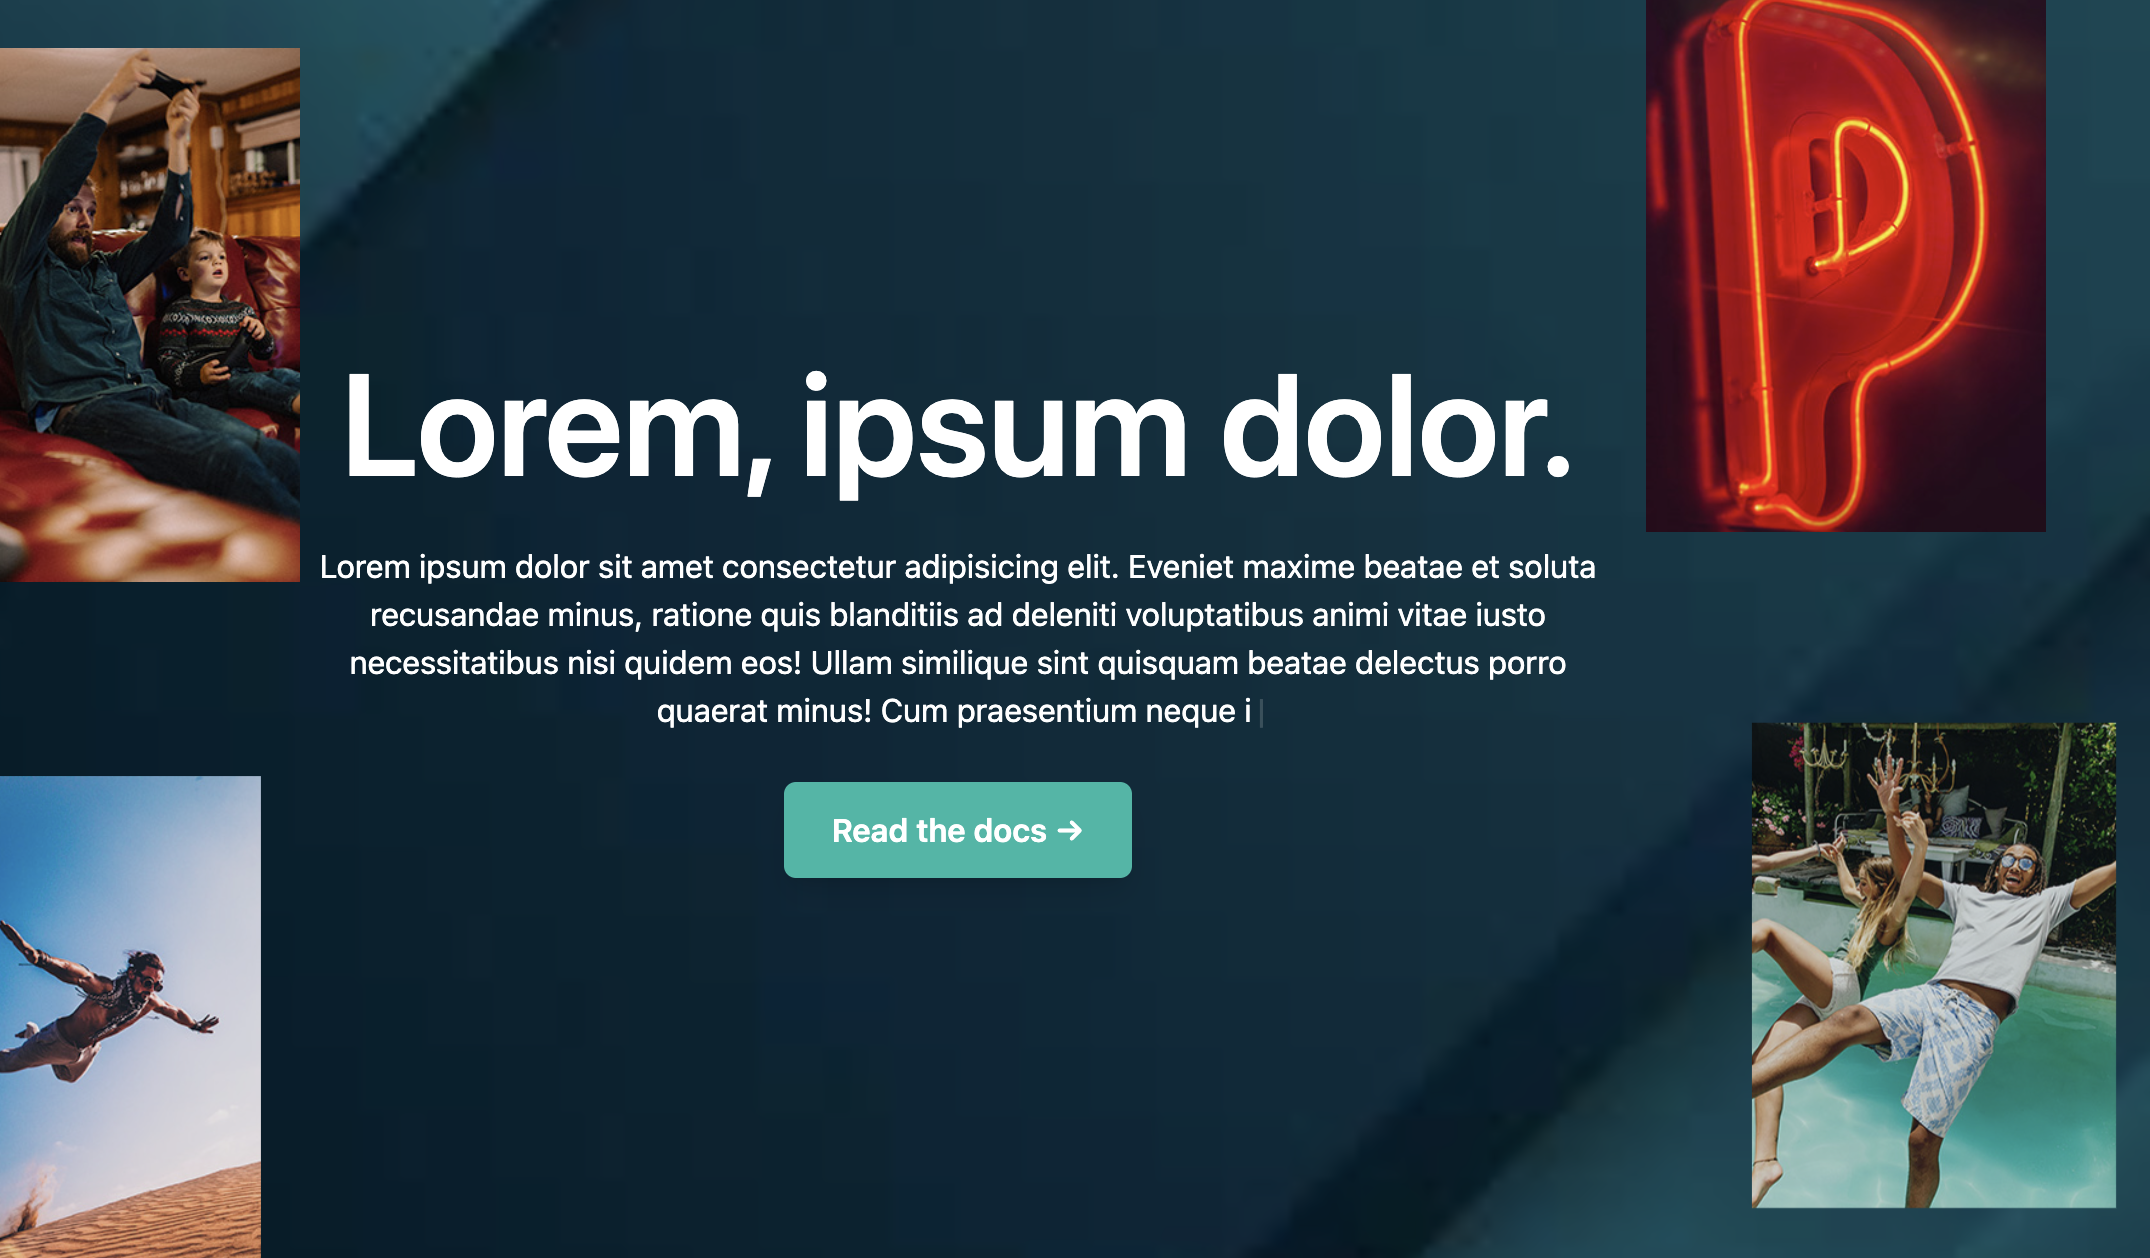 P
Lorem, ipsum dolor.
Lorem ipsum dolor sit amet consectetur adipisicing elit. Eveniet maxime beatae et soluta
recusandae minus, ratione quis blanditiis ad deleniti voluptatibus animi vitae iusto
necessitatibus nisi quidem eos! Ullam similique sint quisquam beatae delectus porro
quaerat minus! Cum praesentium neque i
Read the docs →